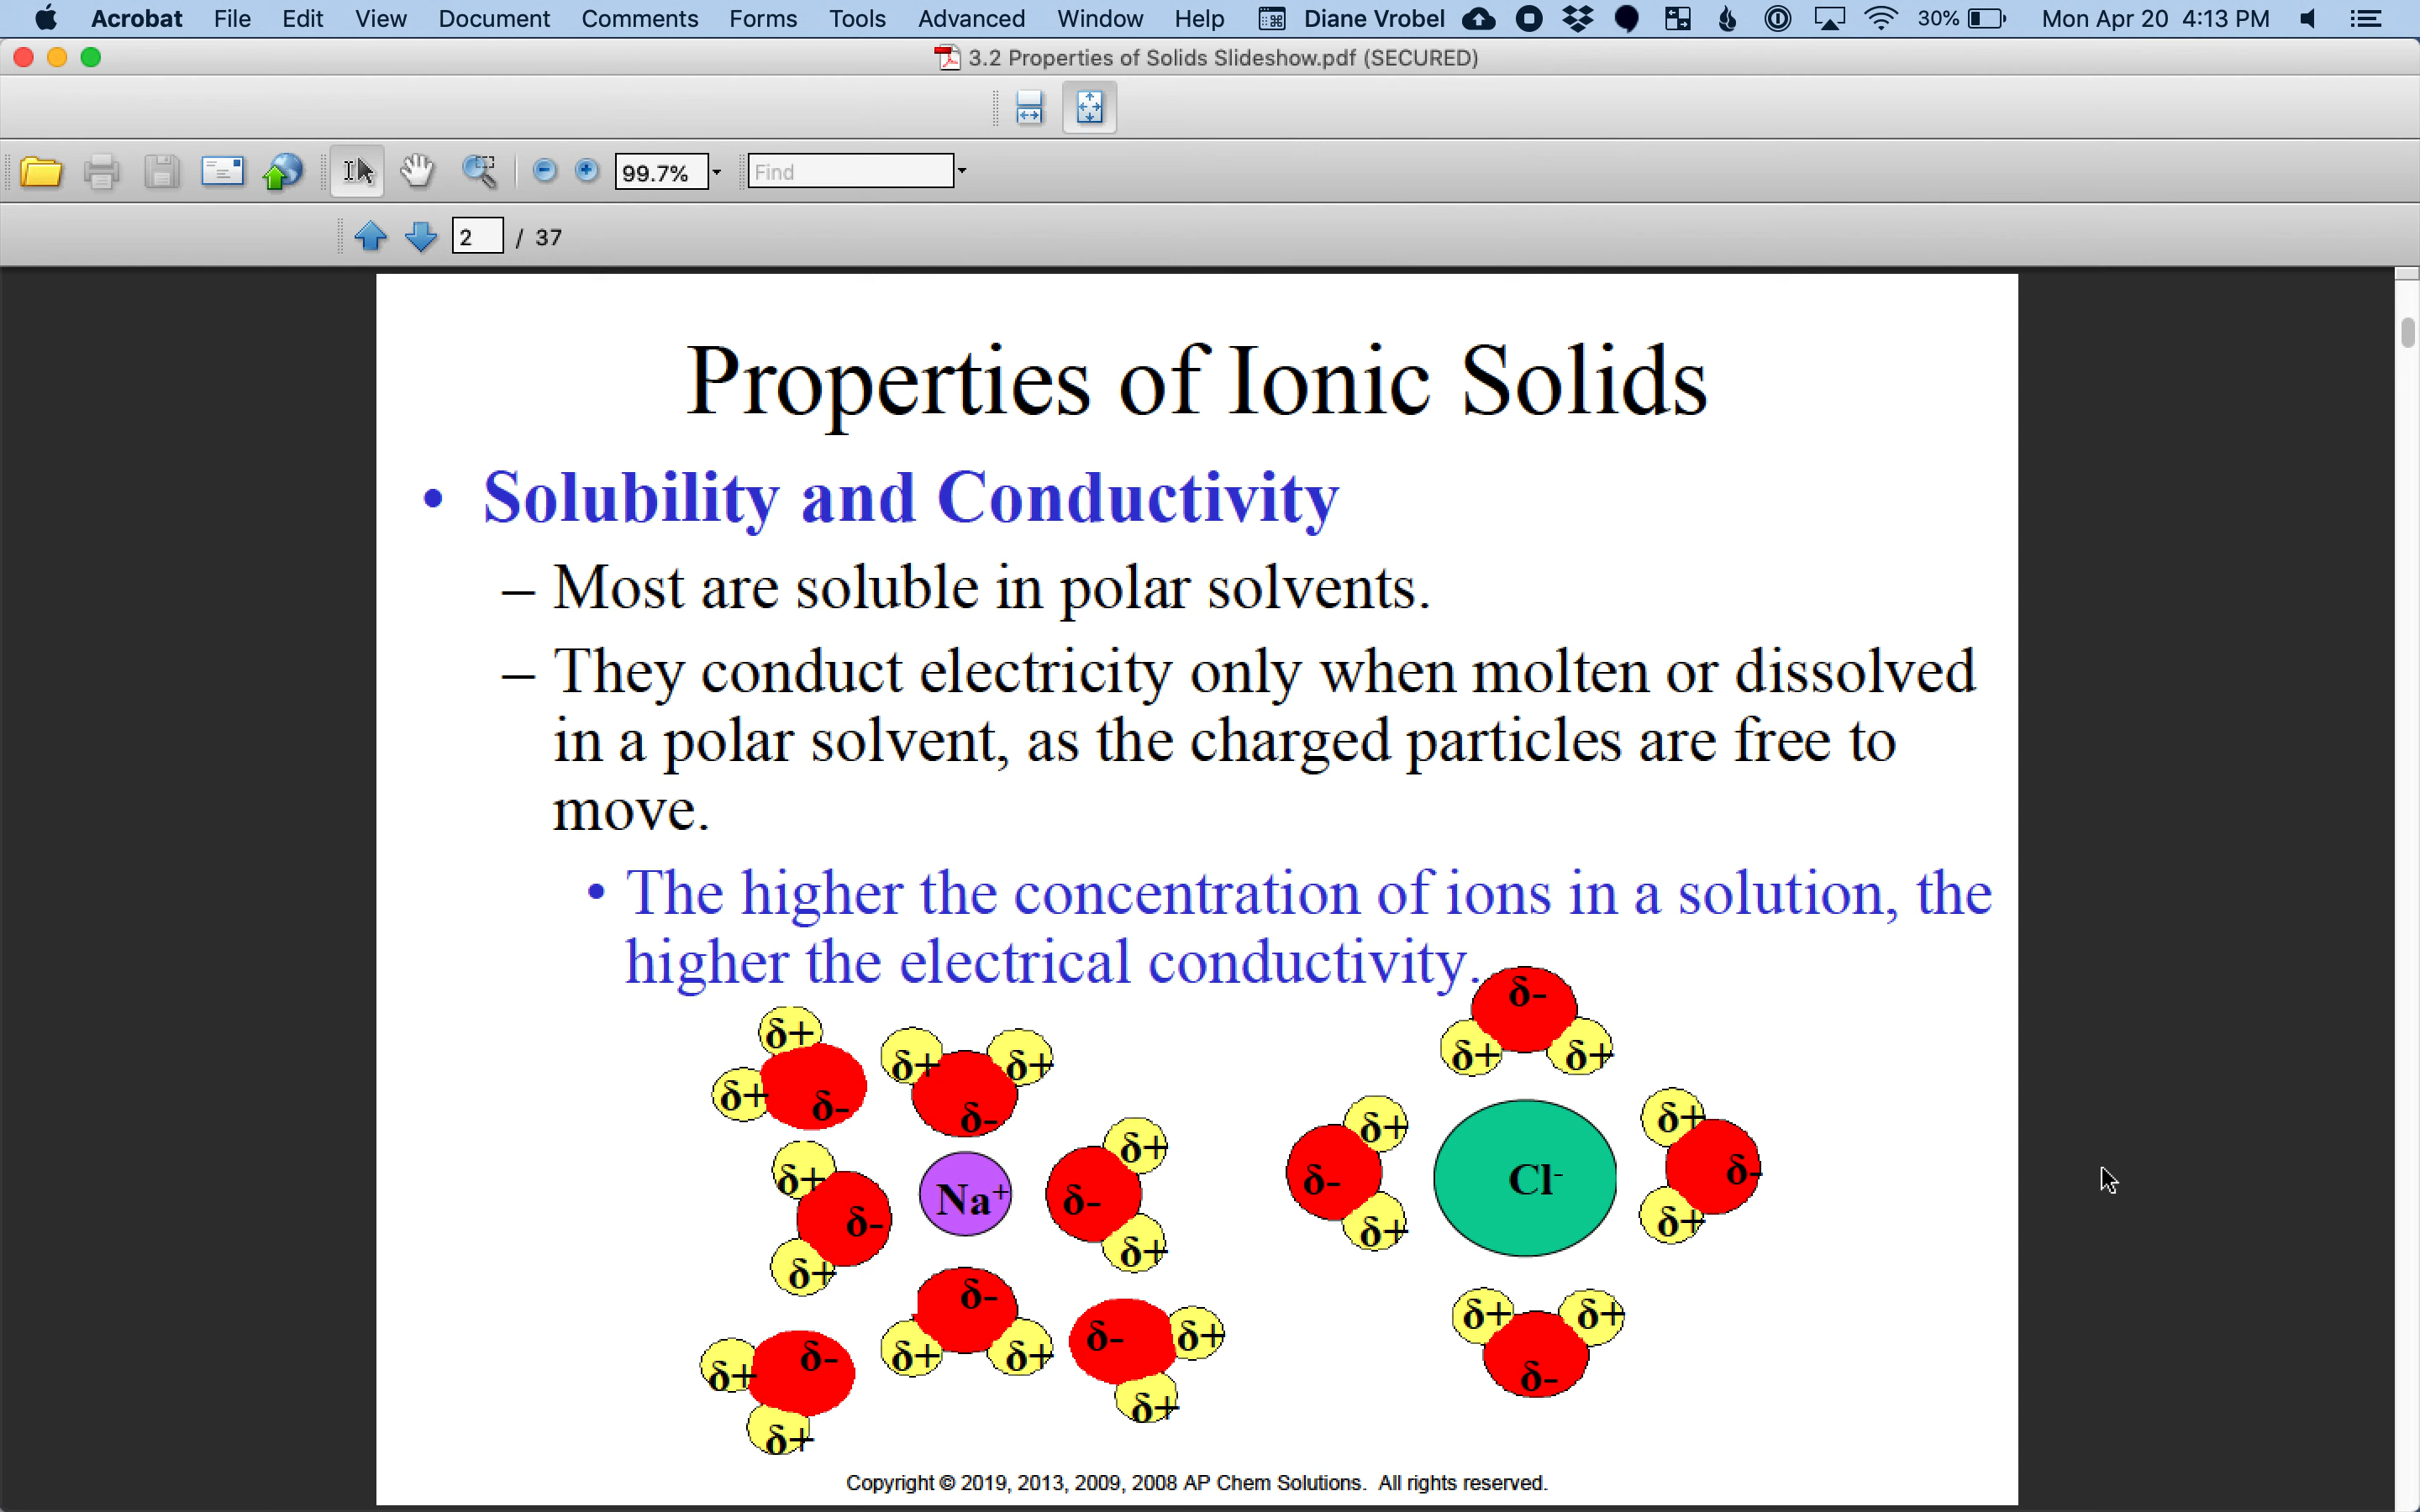 Acrobat File Edit View Document Comments Forms Tools Advanced Window Help Diane Vrobel 30% Mon Apr 20 4:13 PM
3.2 Properties of Solids Slideshow.pdf (SECURED)
99.7% Find
2 / 37
Properties of Ionic Solids
• Solubility and Conductivity
– Most are soluble in polar solvents.
– They conduct electricity only when molten or dissolved
in a polar solvent, as the charged particles are free to
move.
• The higher the concentration of ions in a solution, the
higher the electrical conductivity.
δ-
δ+ δ+ δ+ δ+ δ+
δ+ δ- δ- δ+ δ+ δ+
δ+ Na⁺ δ- δ- Cl⁻ δ-
δ- δ+ δ+ δ+
δ+ δ- δ+ δ+
δ- δ+ δ+ δ- δ+ δ-
δ+ δ+
δ+
Copyright © 2019, 2013, 2009, 2008 AP Chem Solutions. All rights reserved.